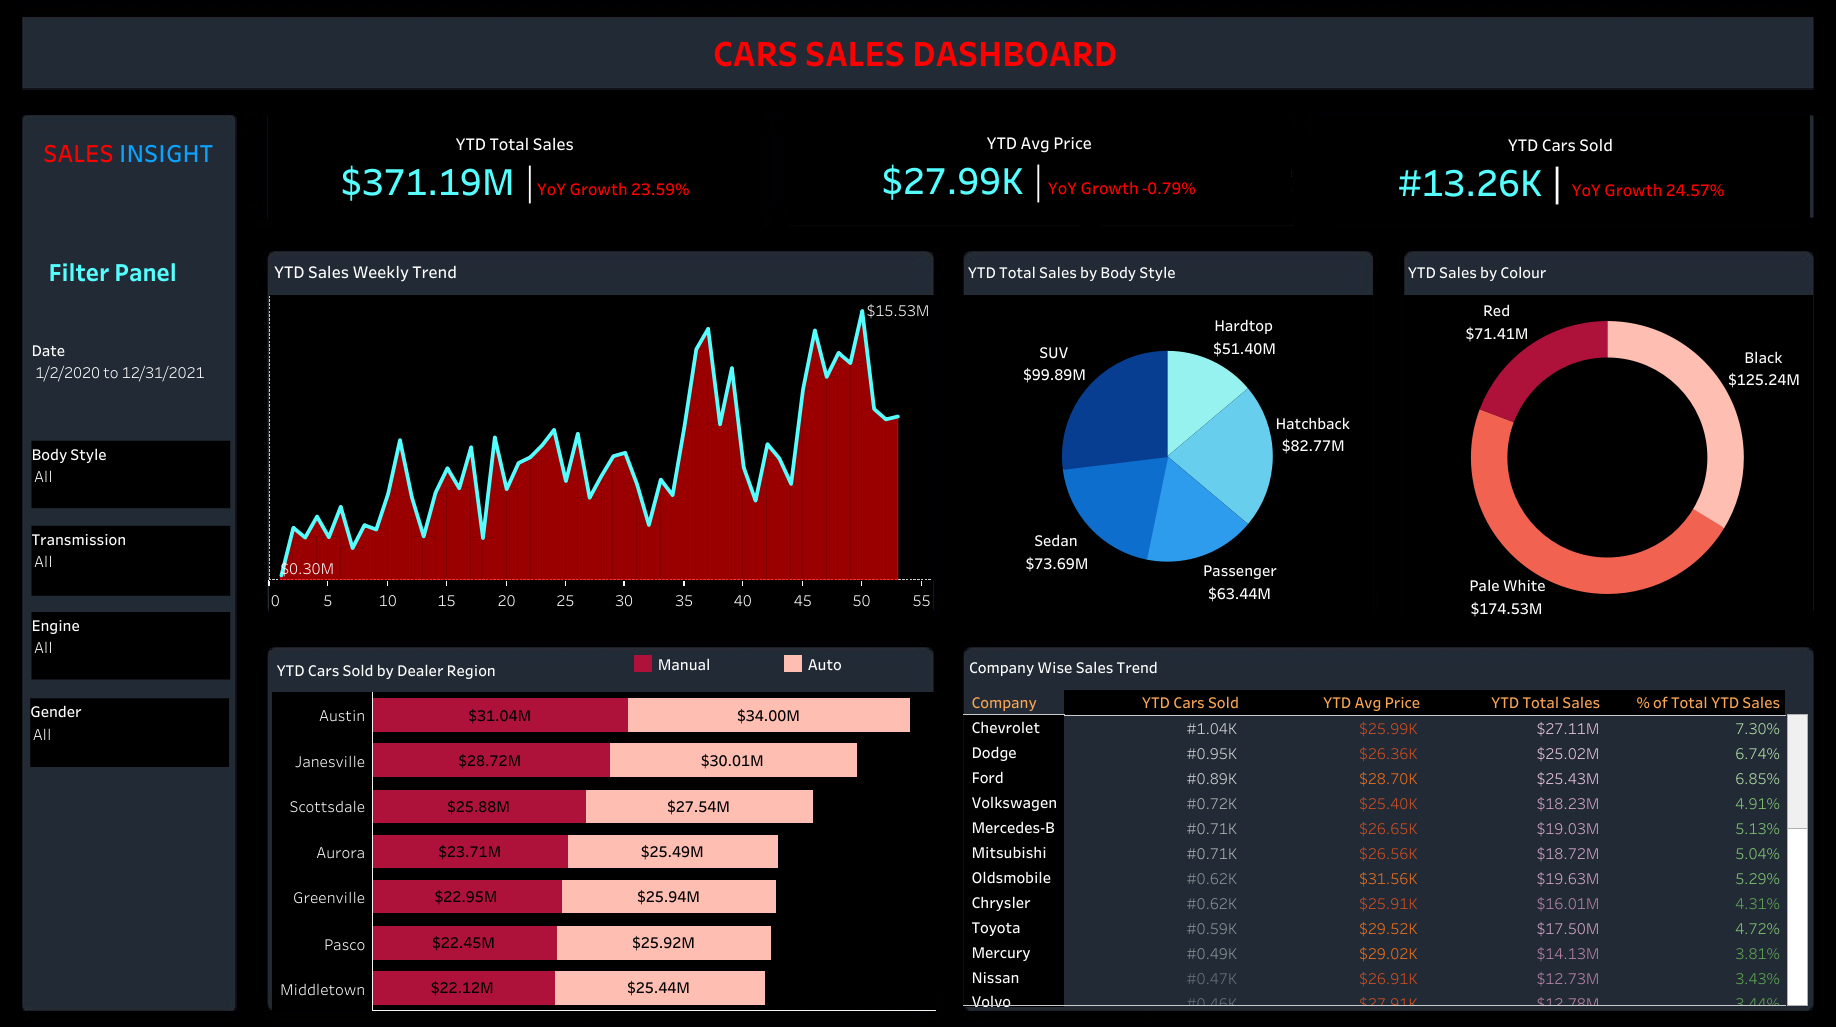 CARS SALES DASHBOARD
SALES INSIGHT
Filter Panel
Date
1/2/2020 to 12/31/2021
Body Style
All
Transmission
All
Engine
All
Gender
All
YTD Total Sales
$371.19M YoY Growth 23.59%
YTD Avg Price
$27.99K YoY Growth -0.79%
YTD Cars Sold
#13.26K YoY Growth 24.57%
YTD Sales Weekly Trend
$15.53M
$0.30M
0 5 10 15 20 25 30 35 40 45 50 55
YTD Total Sales by Body Style
Hardtop
$51.40M
SUV
$99.89M
Hatchback
$82.77M
Sedan
$73.69M
Passenger
$63.44M
YTD Sales by Colour
Red
$71.41M
Black
$125.24M
Pale White
$174.53M
YTD Cars Sold by Dealer Region Manual Auto
Austin $31.04M $34.00M
Janesville $28.72M $30.01M
Scottsdale $25.88M $27.54M
Aurora $23.71M $25.49M
Greenville $22.95M $25.94M
Pasco $22.45M $25.92M
Middletown $22.12M $25.44M
Company Wise Sales Trend
Company YTD Cars Sold YTD Avg Price YTD Total Sales % of Total YTD Sales
Chevrolet #1.04K $25.99K $27.11M 7.30%
Dodge #0.95K $26.36K $25.02M 6.74%
Ford #0.89K $28.70K $25.43M 6.85%
Volkswagen #0.72K $25.40K $18.23M 4.91%
Mercedes-B #0.71K $26.65K $19.03M 5.13%
Mitsubishi #0.71K $26.56K $18.72M 5.04%
Oldsmobile #0.62K $31.56K $19.63M 5.29%
Chrysler #0.62K $25.91K $16.01M 4.31%
Toyota #0.59K $29.52K $17.50M 4.72%
Mercury #0.49K $29.02K $14.13M 3.81%
Nissan #0.47K $26.91K $12.73M 3.43%
Volvo #0.46K $27.91K $12.78M 3.44%